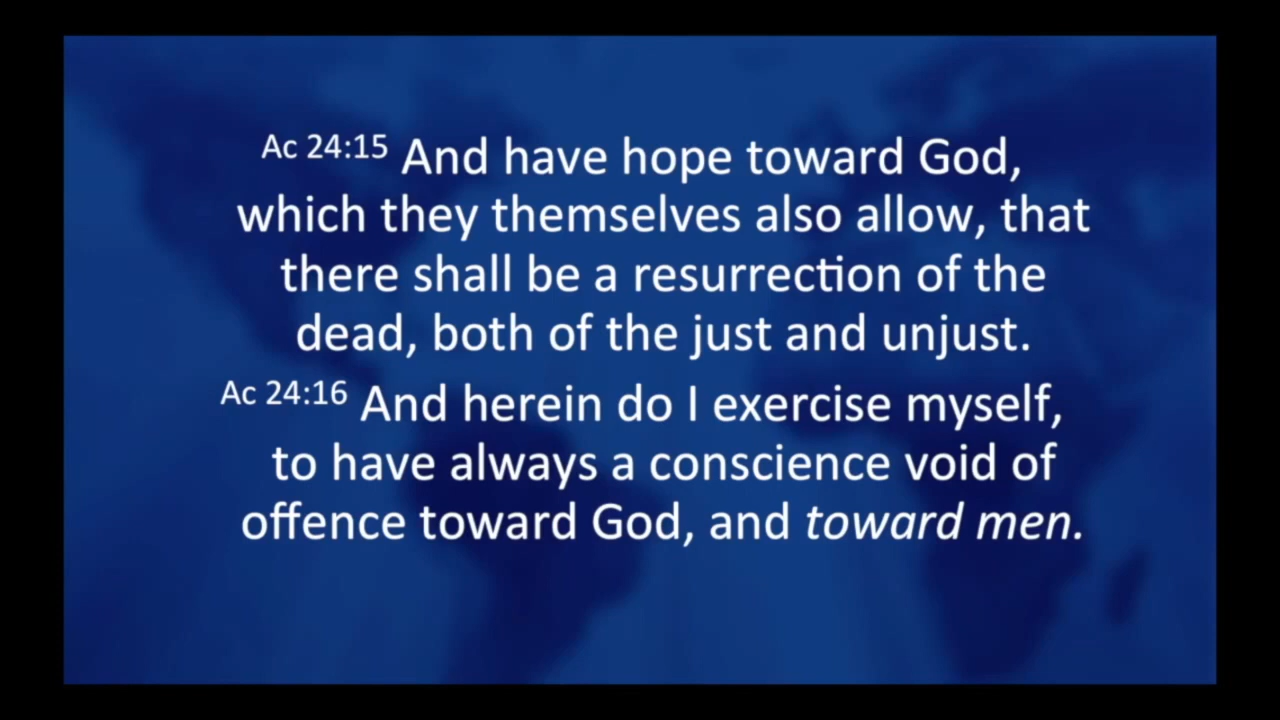 Ac 24:15 And have hope toward God,
which they themselves also allow, that
there shall be a resurrection of the
dead, both of the just and unjust.
Ac 24:16 And herein do I exercise myself,
to have always a conscience void of
offence toward God, and toward men.